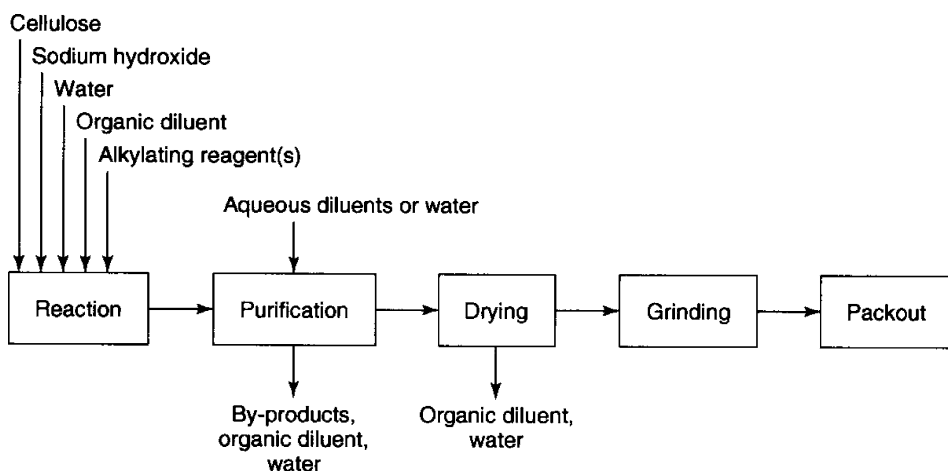 Cellulose
Sodium hydroxide
Water
Organic diluent
Alkylating reagent(s)
Aqueous diluents or water
Reaction
Purification
Drying
Grinding
Packout
By-products,
organic diluent,
water
Organic diluent,
water